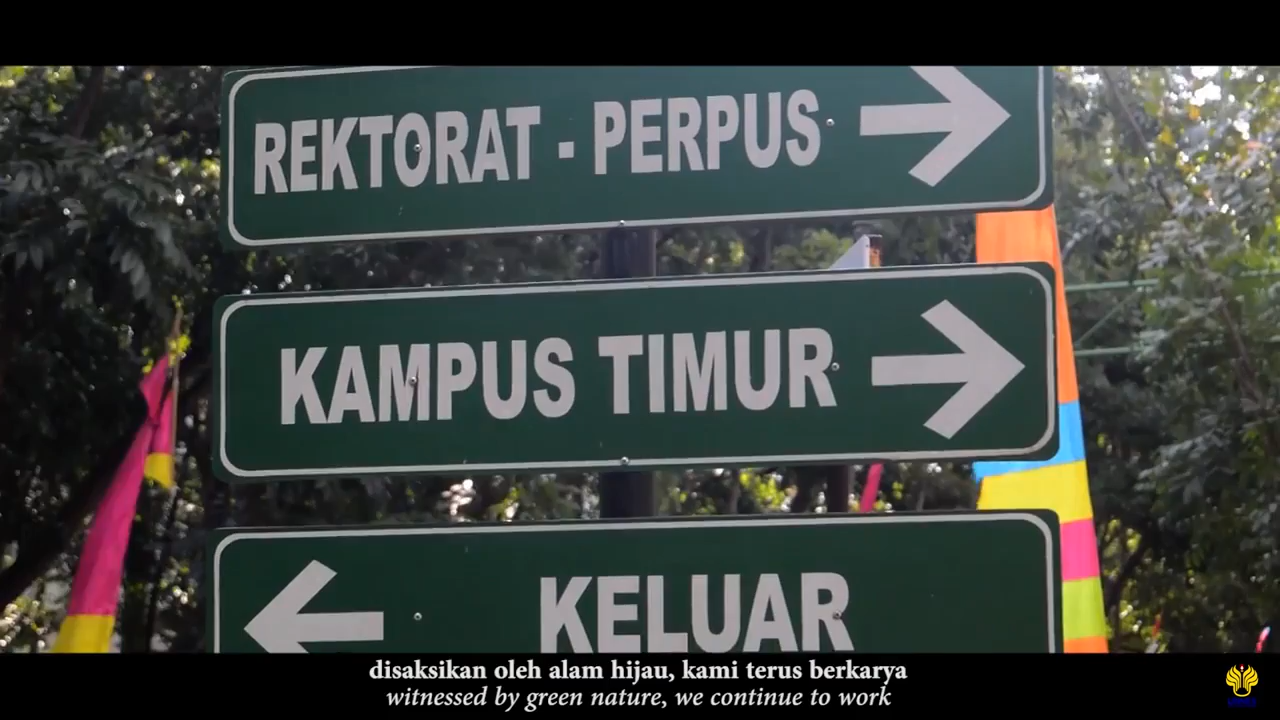 REKTORAT - PERPUS
KAMPUS TIMUR
KELUAR
disaksikan oleh alam hijau, kami terus berkarya
witnessed by green nature, we continue to work